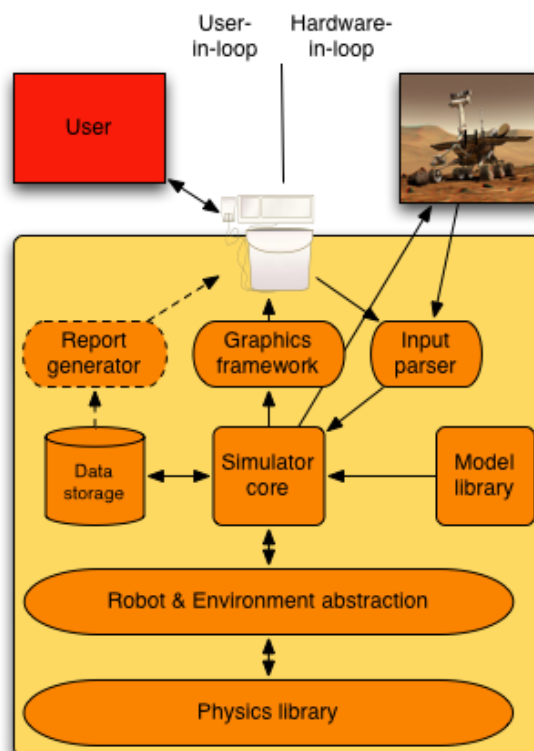 User-
in-loop
Hardware-
in-loop
User
Report
generator
Graphics
framework
Input
parser
Data
storage
Simulator
core
Model
library
Robot & Environment abstraction
Physics library